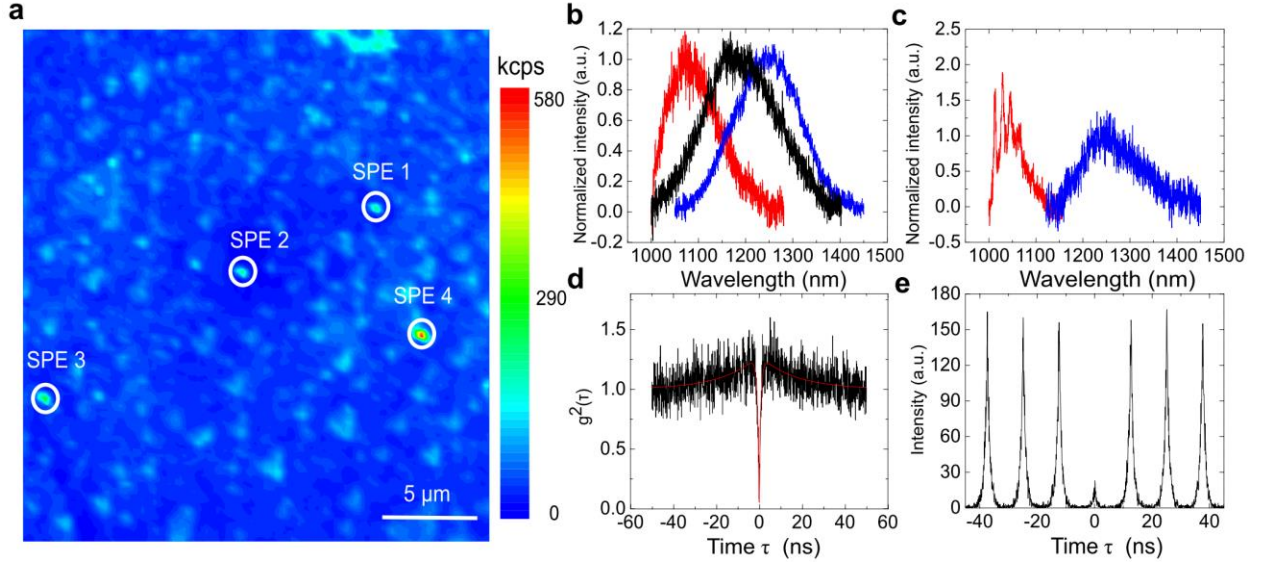 a
kcps
580
290
0
SPE 1
SPE 2
SPE 4
SPE 3
5 μm
b
Normalized intensity (a.u.)
1.2
1.0
0.8
0.6
0.4
0.2
0.0
-0.2
1000 1100 1200 1300 1400 1500
Wavelength (nm)
c
Normalized intensity (a.u.)
2.5
2.0
1.5
1.0
0.5
0.0
-0.5
1000 1100 1200 1300 1400 1500
Wavelength (nm)
d
g²(τ)
1.5
1.0
0.5
0.0
-60 -40 -20 0 20 40 60
Time τ (ns)
e
Intensity (a.u.)
180
150
120
90
60
30
0
-40 -20 0 20 40
Time τ (ns)